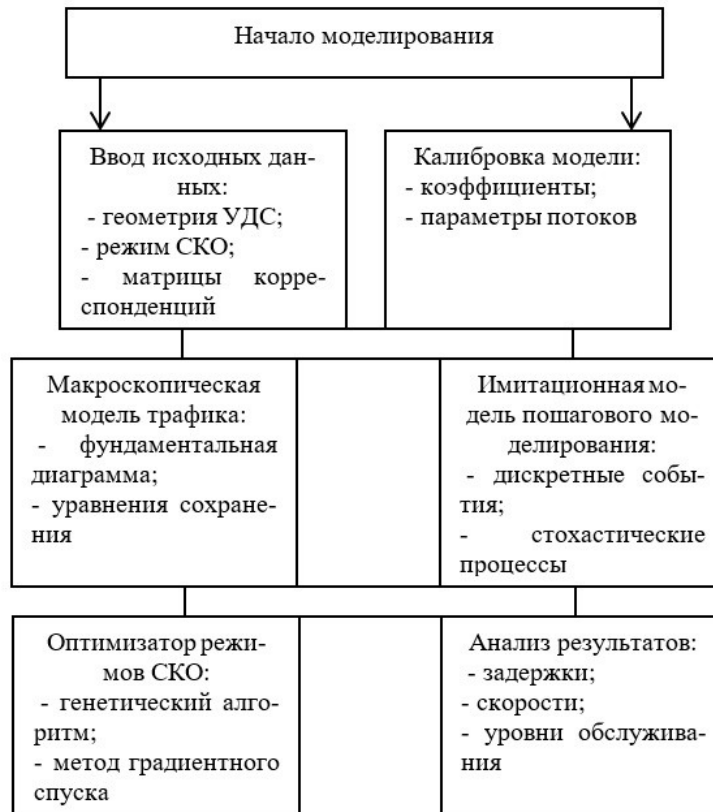 Начало моделирования
Ввод исходных дан-
ных:
- геометрия УДС;
- режим СКО;
- матрицы корре-
спонденций
Калибровка модели:
- коэффициенты;
- параметры потоков
Макроскопическая
модель трафика:
- фундаментальная
диаграмма;
- уравнения сохране-
ния
Имитационная мо-
дель пошагового мо-
делирования:
- дискретные собы-
тия;
- стохастические
процессы
Оптимизатор режи-
мов СКО:
- генетический алго-
ритм;
- метод градиентного
спуска
Анализ результатов:
- задержки;
- скорости;
- уровни обслужива-
ния